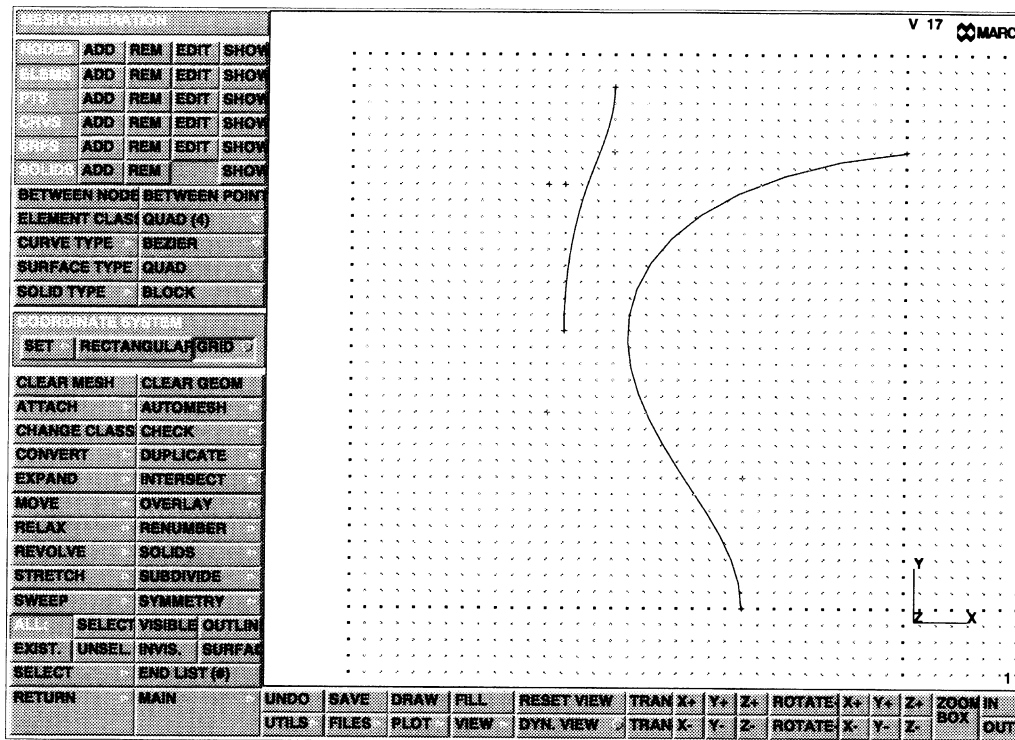 MESH GENERATION
V 17 MARC
NODES ADD REM EDIT SHOW
ELEMS ADD REM EDIT SHOW
PTS ADD REM EDIT SHOW
CRVS ADD REM EDIT SHOW
SRFS ADD REM EDIT SHOW
SOLIDS ADD REM SHOW
BETWEEN NODE BETWEEN POINT
ELEMENT CLAS QUAD (4)
CURVE TYPE BEZIER
SURFACE TYPE QUAD
SOLID TYPE BLOCK
COORDINATE SYSTEM
SET RECTANGULAR GRID
CLEAR MESH CLEAR GEOM
ATTACH AUTOMESH
CHANGE CLASS CHECK
CONVERT DUPLICATE
EXPAND INTERSECT
MOVE OVERLAY
RELAX RENUMBER
REVOLVE SOLIDS
STRETCH SUBDIVIDE
SWEEP SYMMETRY
ALL: SELECT VISIBLE OUTLIN
EXIST. UNSEL. INVIS. SURFAC
SELECT END LIST (#)
RETURN MAIN
Y
Z X
1
UNDO SAVE DRAW FILL RESET VIEW TRAN X+ Y+ Z+ ROTATE X+ Y+ Z+ ZOOM BOX IN
UTILS FILES PLOT VIEW DYN. VIEW TRAN X- Y- Z- ROTATE X- Y- Z- OUT